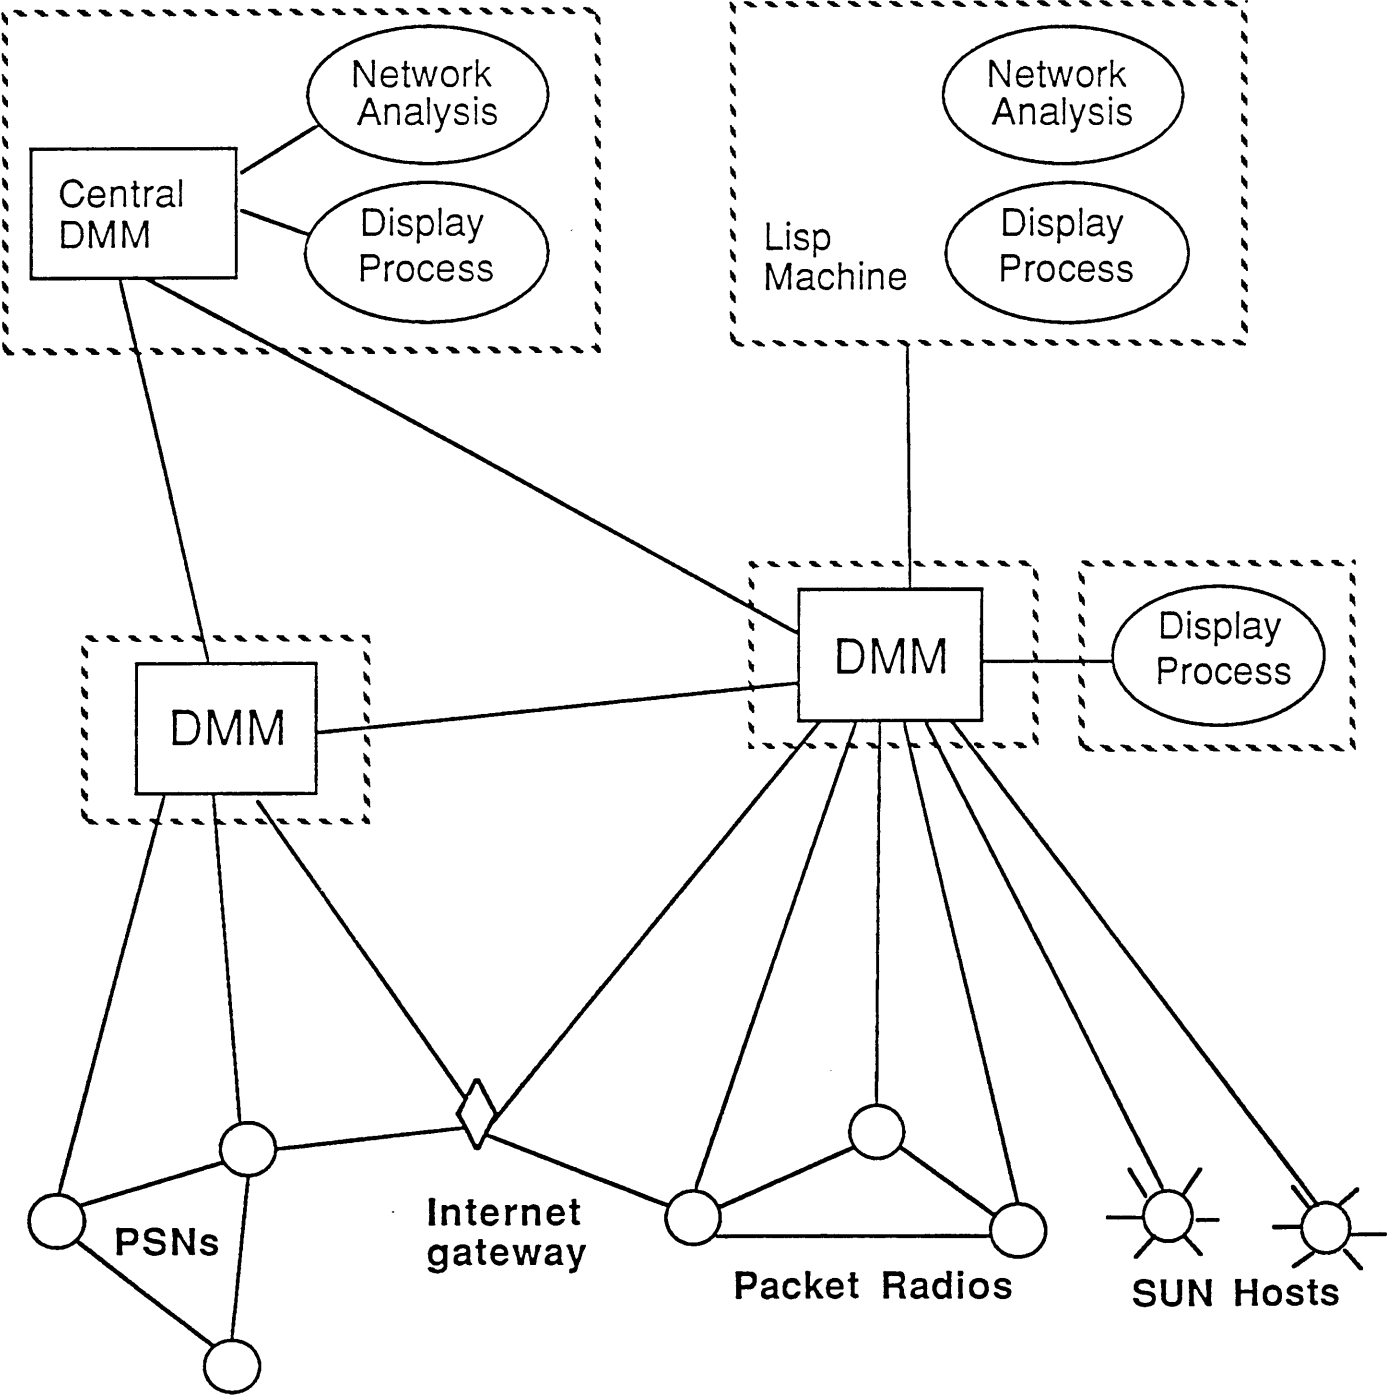 Network
Analysis
Central
DMM
Display
Process
Network
Analysis
Lisp
Machine
Display
Process
DMM
DMM
Display
Process
PSNs
Internet
gateway
Packet Radios
SUN Hosts